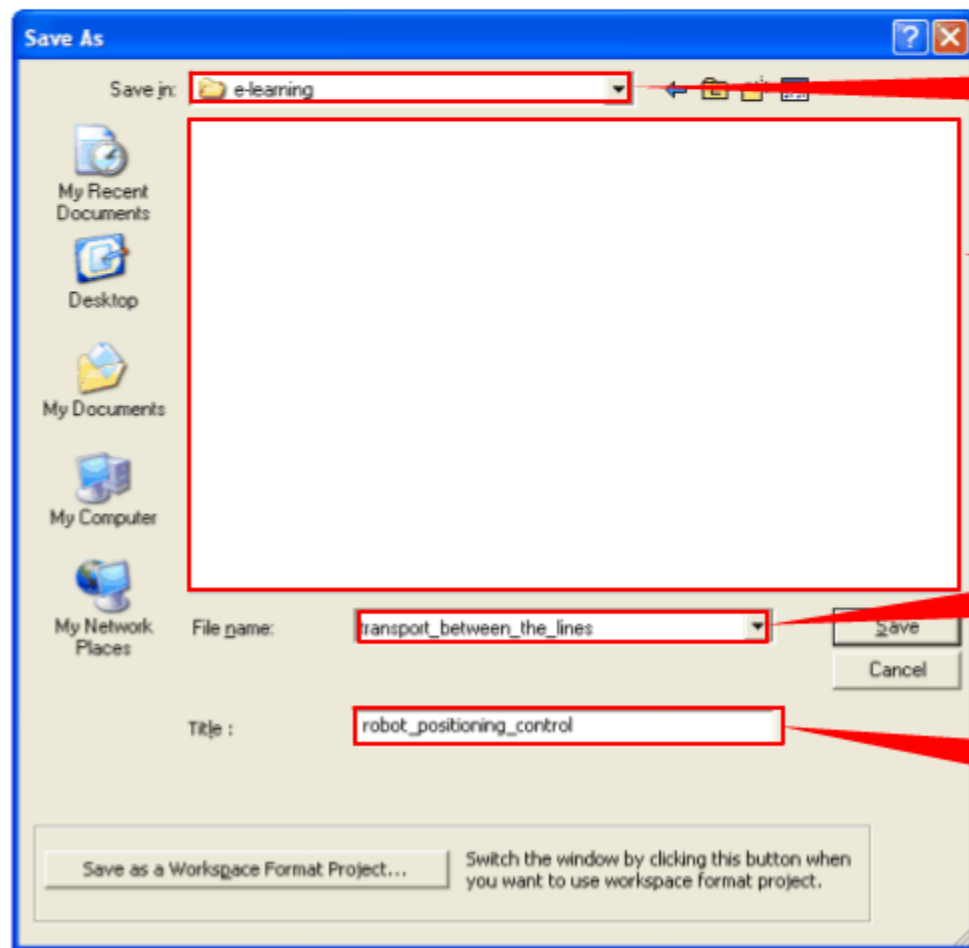 Save As
Save in:
e-learning
My Recent
Documents
Desktop
My Documents
My Computer
My Network
Places
File name:
transport_between_the_lines
Save
Cancel
Title :
robot_positioning_control
Save as a Workspace Format Project...
Switch the window by clicking this button when
you want to use workspace format project.